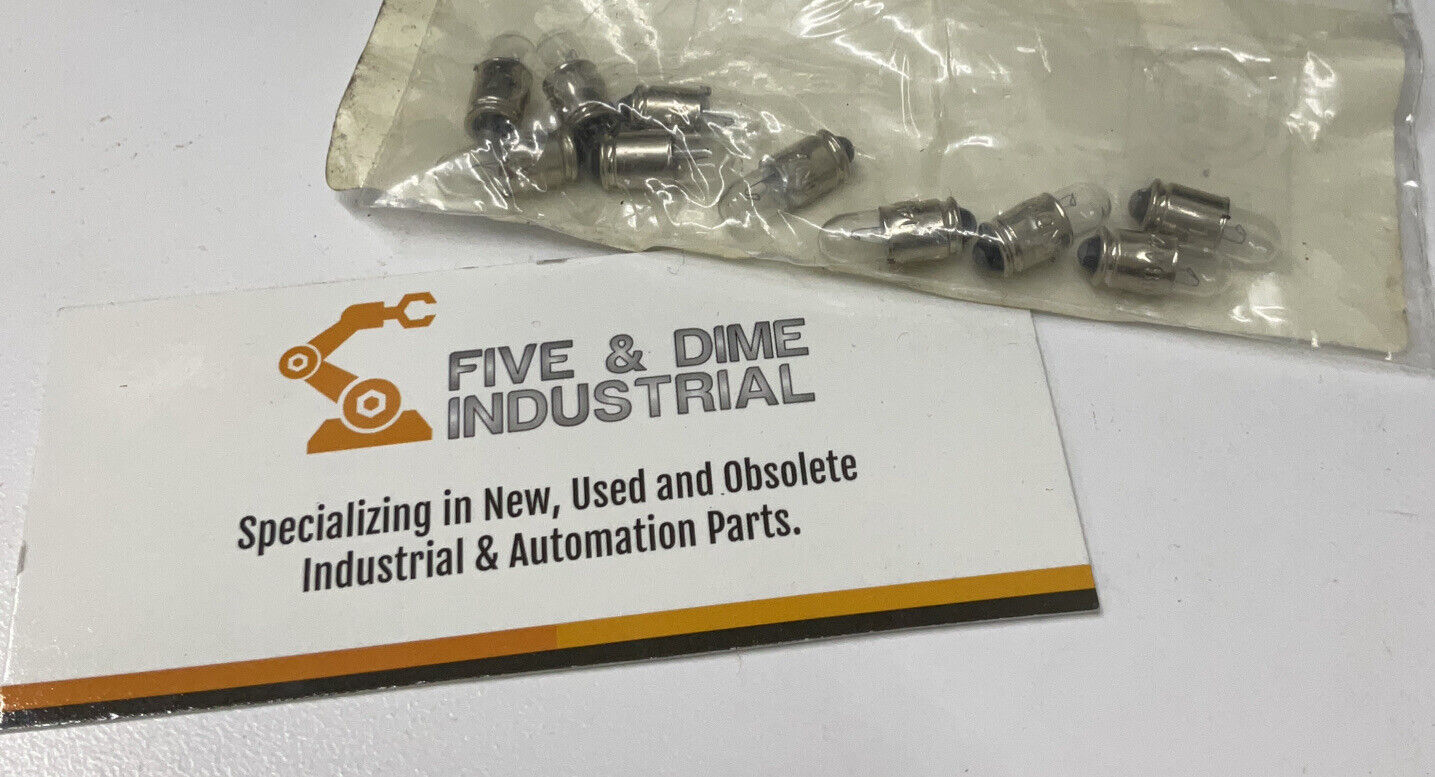 FIVE & DIME
INDUSTRIAL
Specializing in New, Used and Obsolete
Industrial & Automation Parts.